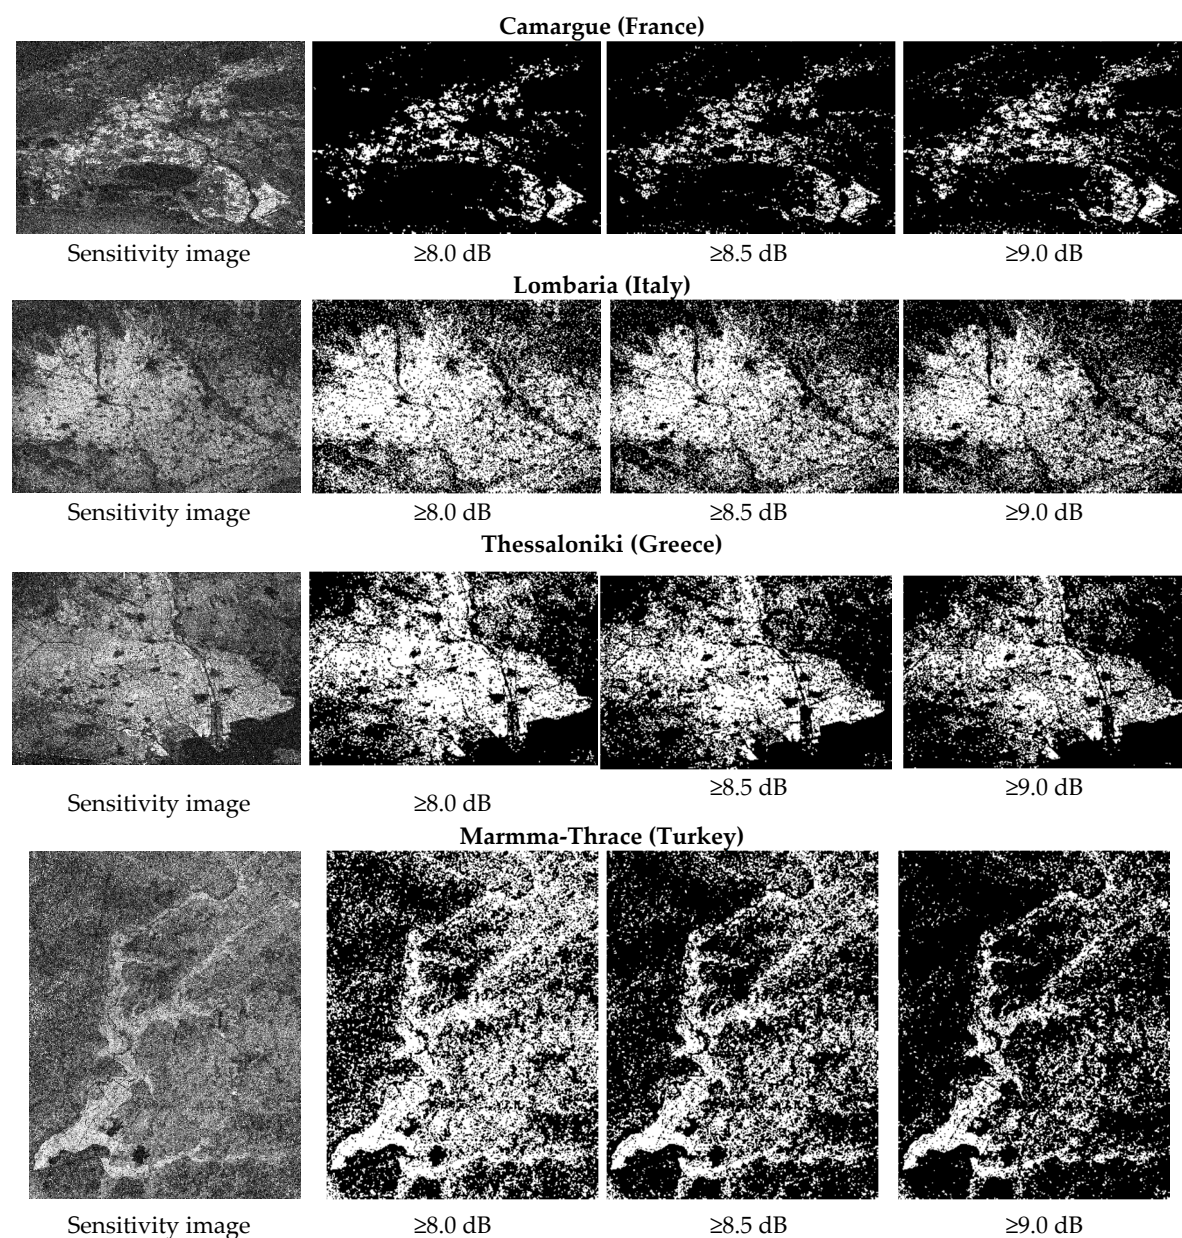 Camargue (France)
Sensitivity image ≥8.0 dB ≥8.5 dB ≥9.0 dB
Lombaria (Italy)
Sensitivity image ≥8.0 dB ≥8.5 dB ≥9.0 dB
Thessaloniki (Greece)
Sensitivity image ≥8.0 dB ≥8.5 dB ≥9.0 dB
Marmma-Thrace (Turkey)
Sensitivity image ≥8.0 dB ≥8.5 dB ≥9.0 dB